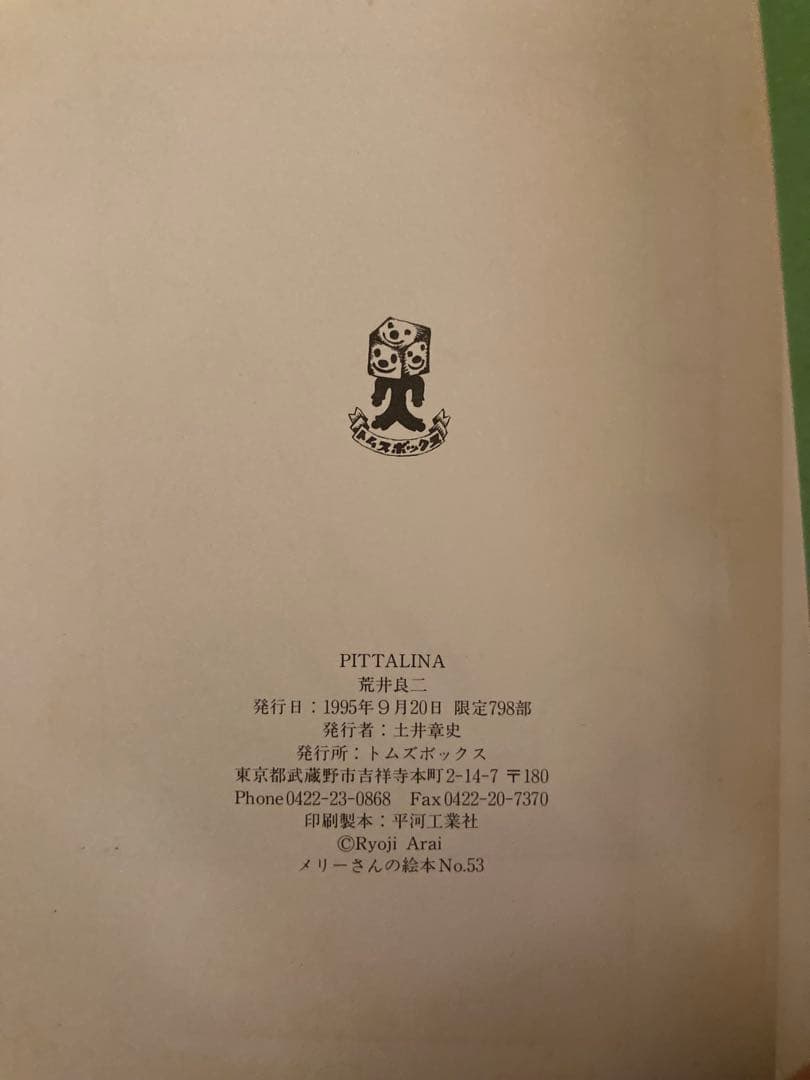 トムズボックス
PITTALINA
荒井良二
発行日：1995年9月20日 限定798部
発行者：土井章史
発行所：トムズボックス
東京都武蔵野市吉祥寺本町2-14-7 〒180
Phone0422-23-0868 Fax0422-20-7370
印刷製本：平河工業社
©Ryoji Arai
メリーさんの絵本No.53